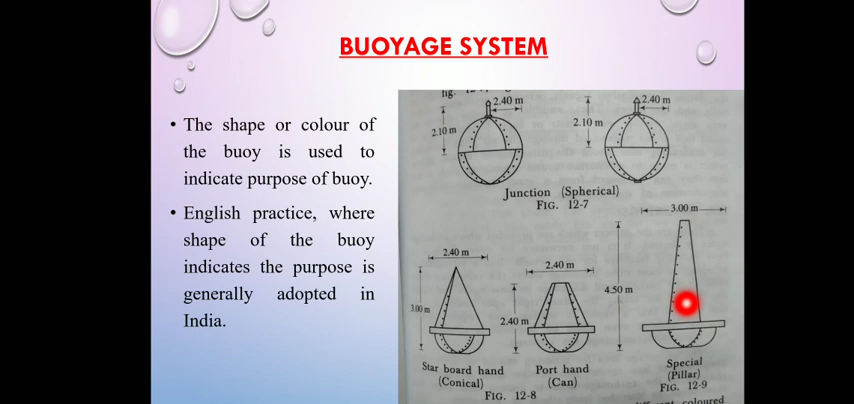 BUOYAGE SYSTEM
• The shape or colour of
the buoy is used to
indicate purpose of buoy.
• English practice, where
shape of the buoy
indicates the purpose is
generally adopted in
India.
2.40 m
2.40 m
2.10 m
2.10 m
Junction (Spherical)
FIG. 12-7
3.00 m
2.40 m
2.40 m
4.50 m
3.00 m
2.40 m
Star board hand
(Conical)
Port hand
(Can)
FIG. 12-8
Special
(Pillar)
FIG. 12-9
coloured